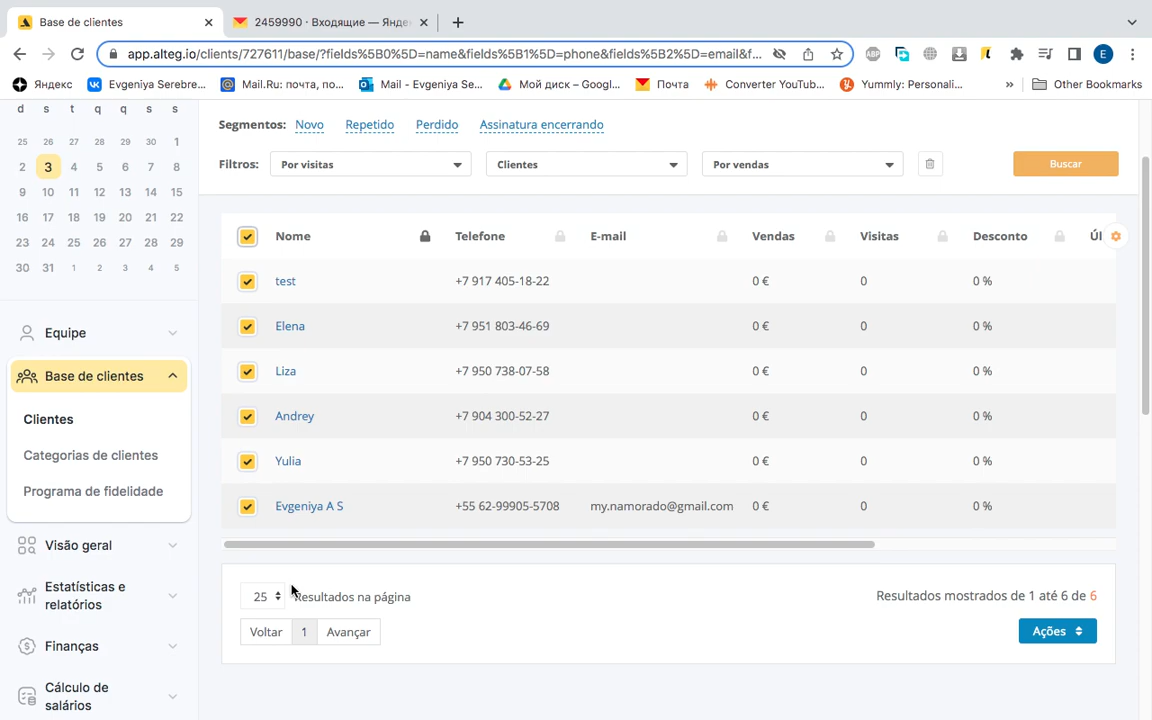 Base de clientes
2459990 · Входящие — Янде
app.alteg.io/clients/727611/base/?fields%5B0%5D=name&fields%5B1%5D=phone&fields%5B2%5D=email&f...
ABP
E
Яндекс
Evgeniya Serebre...
Mail.Ru: почта, по...
Mail - Evgeniya Se...
Мой диск – Googl...
Почта
Converter YouTub...
Yummly: Personali...
» Other Bookmarks
d s t q q s s
25 26 27 28 29 30 1
2 3 4 5 6 7 8
9 10 11 12 13 14 15
16 17 18 19 20 21 22
23 24 25 26 27 28 29
30 31 1 2 3 4 5
Equipe
Base de clientes
Clientes
Categorias de clientes
Programa de fidelidade
Visão geral
Estatísticas e
relatórios
Finanças
Cálculo de
salários
Segmentos: Novo Repetido Perdido Assinatura encerrando
Filtros: Por visitas Clientes Por vendas Buscar
Nome Telefone E-mail Vendas Visitas Desconto Úl
test +7 917 405-18-22 0 € 0 0 %
Elena +7 951 803-46-69 0 € 0 0 %
Liza +7 950 738-07-58 0 € 0 0 %
Andrey +7 904 300-52-27 0 € 0 0 %
Yulia +7 950 730-53-25 0 € 0 0 %
Evgeniya A S +55 62-99905-5708 my.namorado@gmail.com 0 € 0 0 %
25 Resultados na página
Resultados mostrados de 1 até 6 de 6
Voltar 1 Avançar
Ações